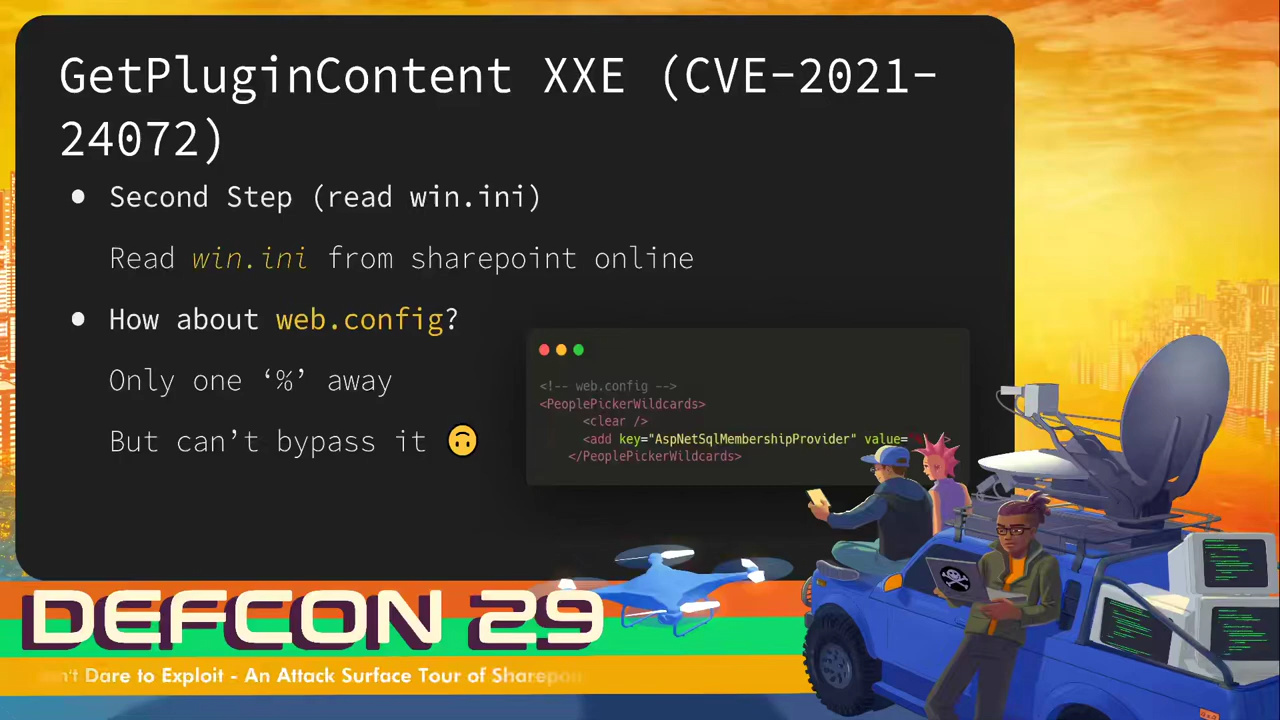 GetPluginContent XXE (CVE-2021-
24072)
● Second Step (read win.ini)
Read win.ini from sharepoint online
● How about web.config?
Only one ‘%’ away
But can’t bypass it 🙃
<!-- web.config -->
<PeoplePickerWildcards>
<clear />
<add key="AspNetSqlMembershipProvider" value=
</PeoplePickerWildcards>
DEFCON 29
Dare to Exploit - An Attack Surface Tour of